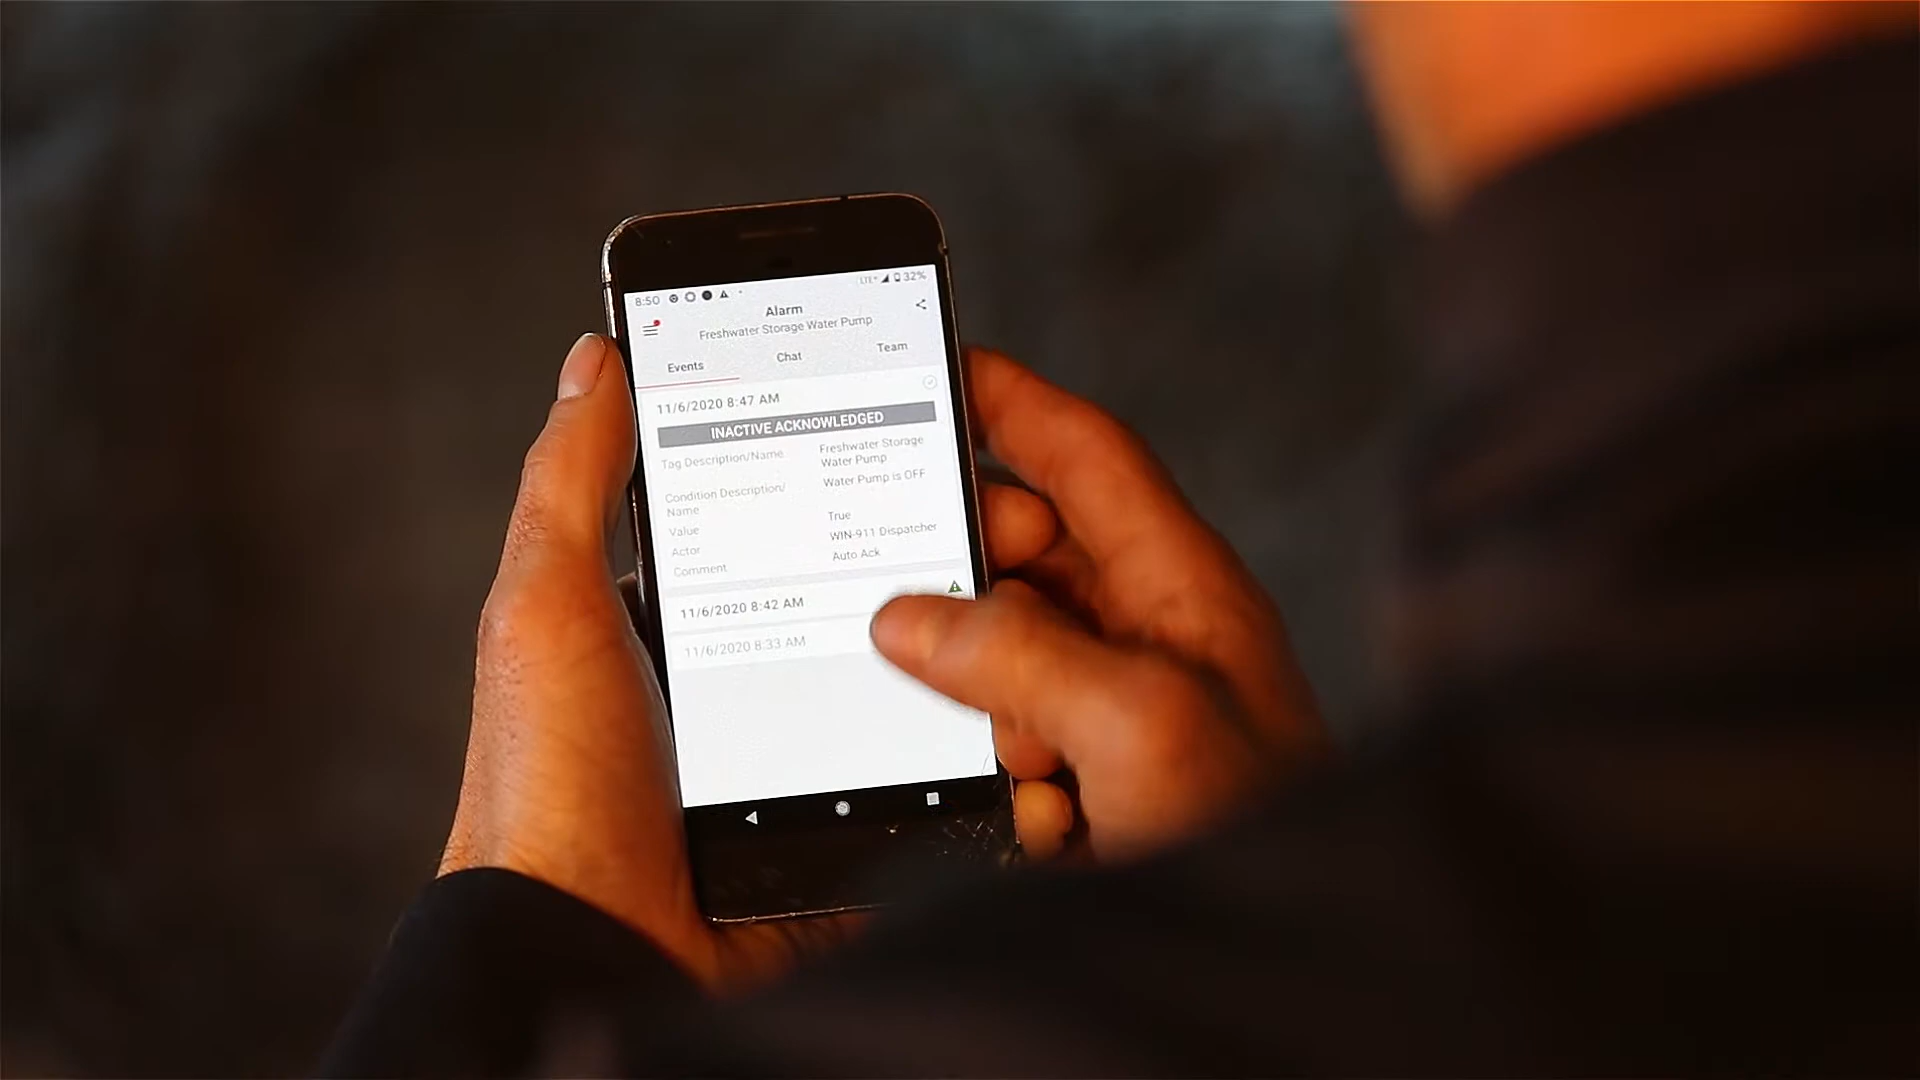 8:50 LTE+ 32%
Alarm
Freshwater Storage Water Pump
Events Chat Team
11/6/2020 8:47 AM
INACTIVE ACKNOWLEDGED
Tag Description/Name Freshwater Storage
Water Pump
Condition Description/ Water Pump is OFF
Name
Value True
Actor WIN-911 Dispatcher
Comment Auto Ack
11/6/2020 8:42 AM
11/6/2020 8:33 AM